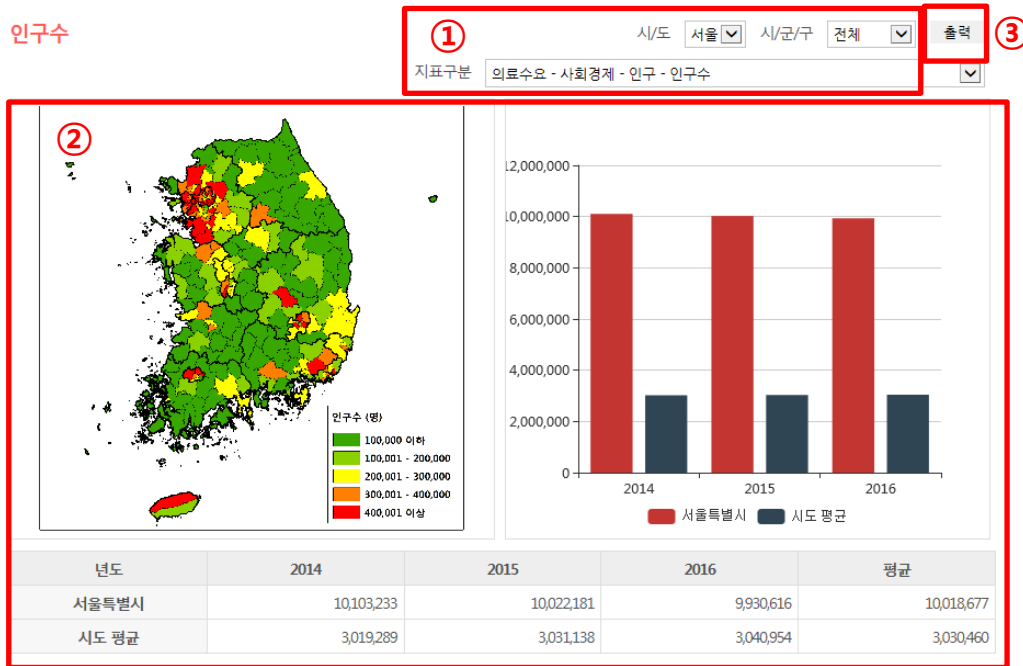 인구수
①
시/도 서울 시/군/구 전체 출력
③
지표구분 의료수요 - 사회경제 - 인구 - 인구수
②
인구수 (명)
100,000 이하
100,001 - 200,000
200,001 - 300,000
300,001 - 400,000
400,001 이상
12,000,000
10,000,000
8,000,000
6,000,000
4,000,000
2,000,000
0
2014 2015 2016
서울특별시 시도 평균
년도 2014 2015 2016 평균
서울특별시 10,103,233 10,022,181 9,930,616 10,018,677
시도 평균 3,019,289 3,031,138 3,040,954 3,030,460